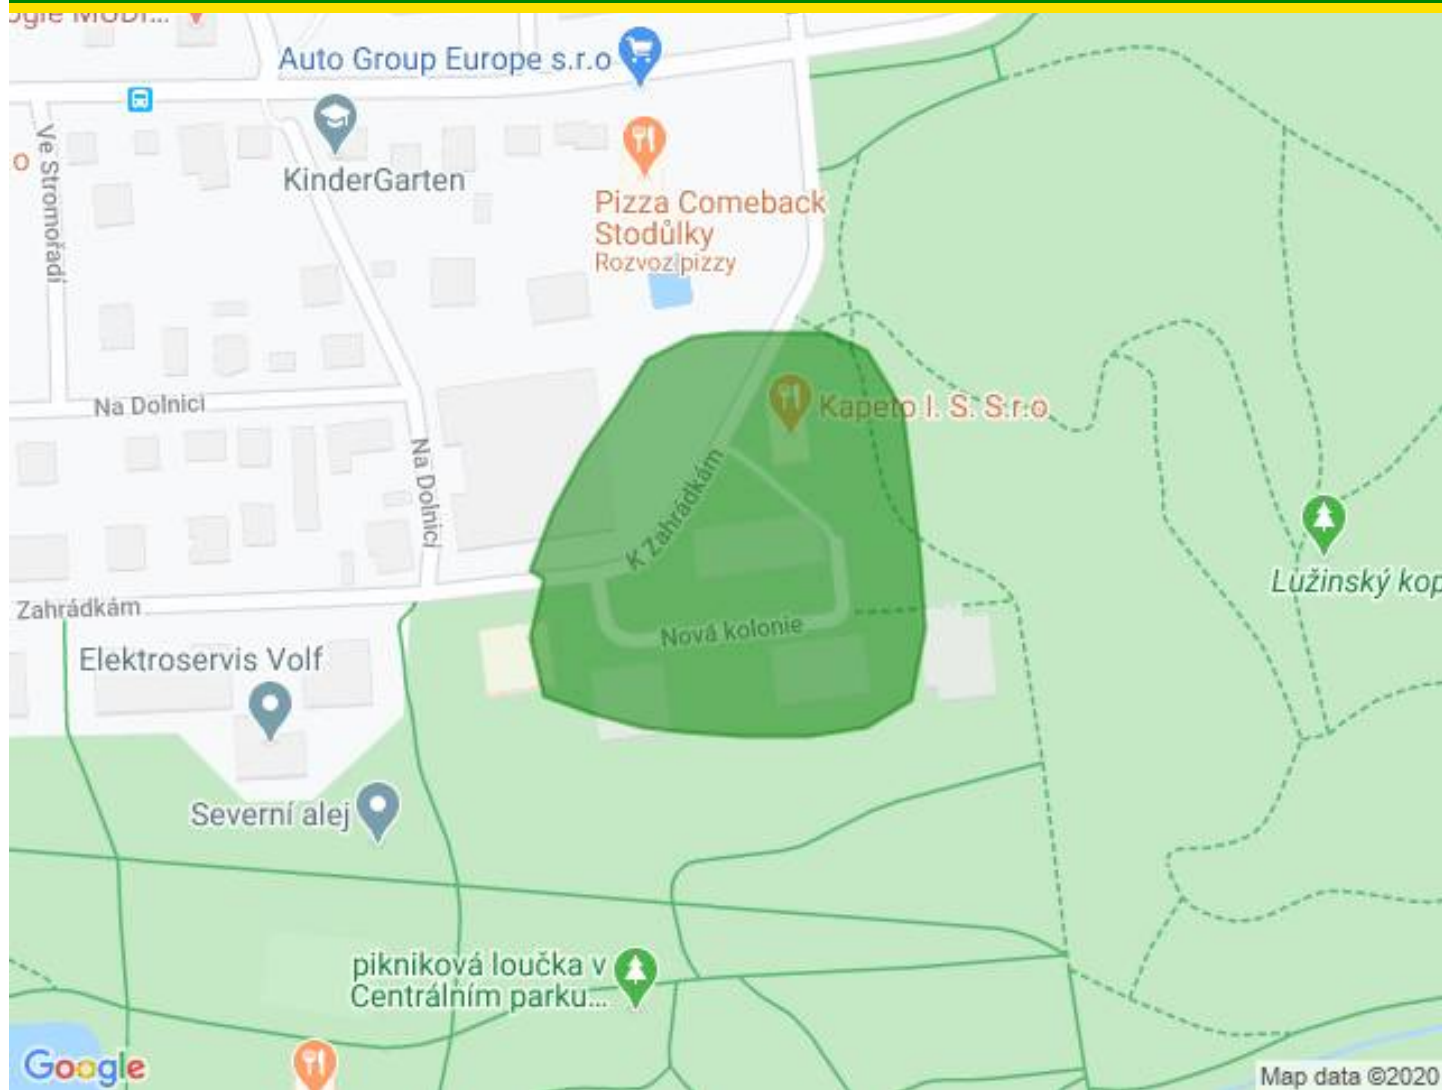 Auto Group Europe s.r.o
Ve Stromořadí
o
KinderGarten
Pizza Comeback
Stodůlky
Rozvoz pizzy
Na Dolnici
Kapeto I. S. S.r.o.
Na Dolnici
K Zahrádkám
Lužinský kop
Zahrádkám
Nová kolonie
Elektroservis Volf
Severní alej
pikniková loučka v
Centrálním parku...
Google
Map data ©2020